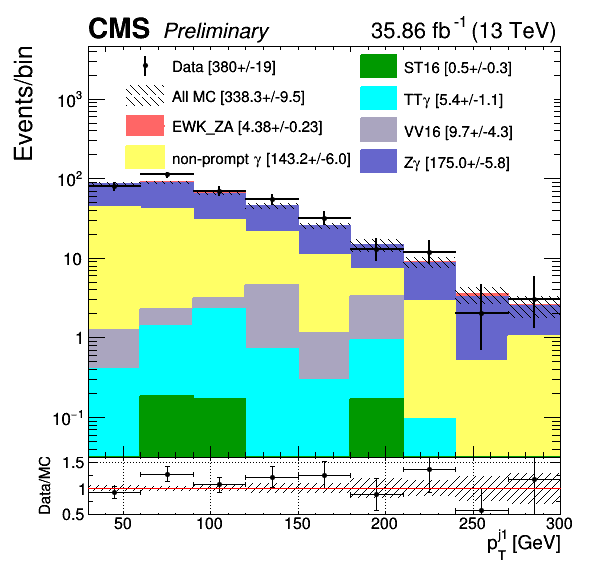 CMS Preliminary 35.86 fb⁻¹ (13 TeV)
Events/bin
Data [380+/-19]
All MC [338.3+/-9.5]
EWK_ZA [4.38+/-0.23]
non-prompt γ [143.2+/-6.0]
ST16 [0.5+/-0.3]
TTγ [5.4+/-1.1]
VV16 [9.7+/-4.3]
Zγ [175.0+/-5.8]
10³
10²
10
1
10⁻¹
Data/MC
1.5
1
0.5
50 100 150 200 250 300
p_T^j1 [GeV]